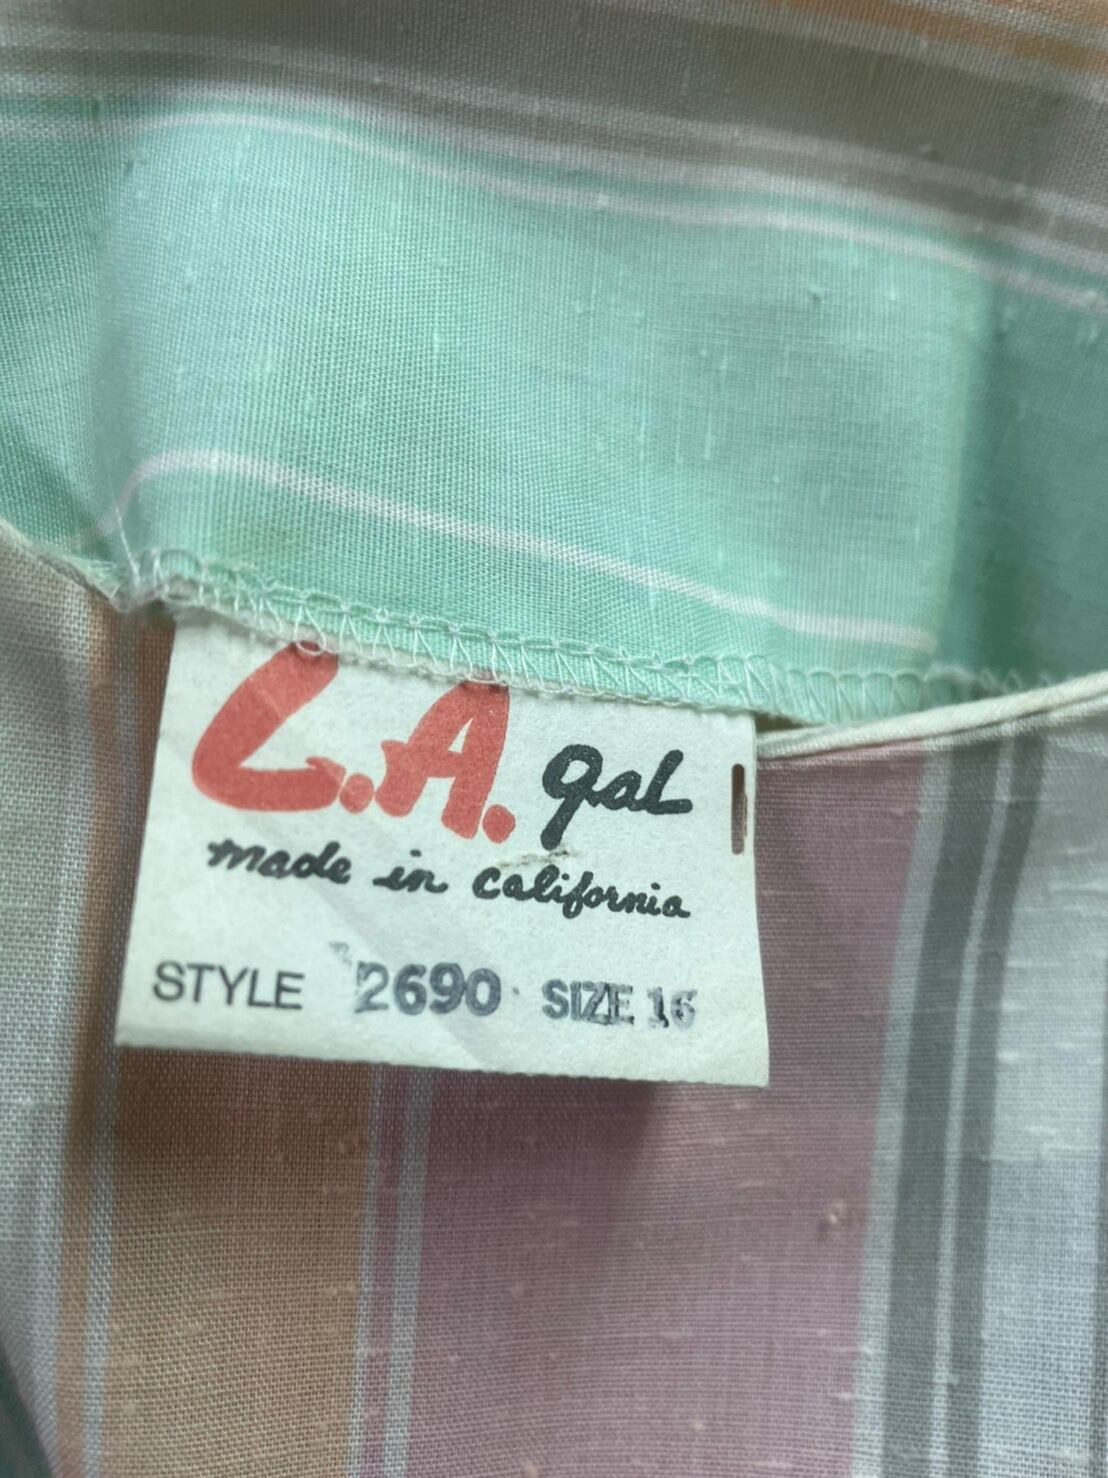 L.A. gal
made in california
STYLE 2690 SIZE 16